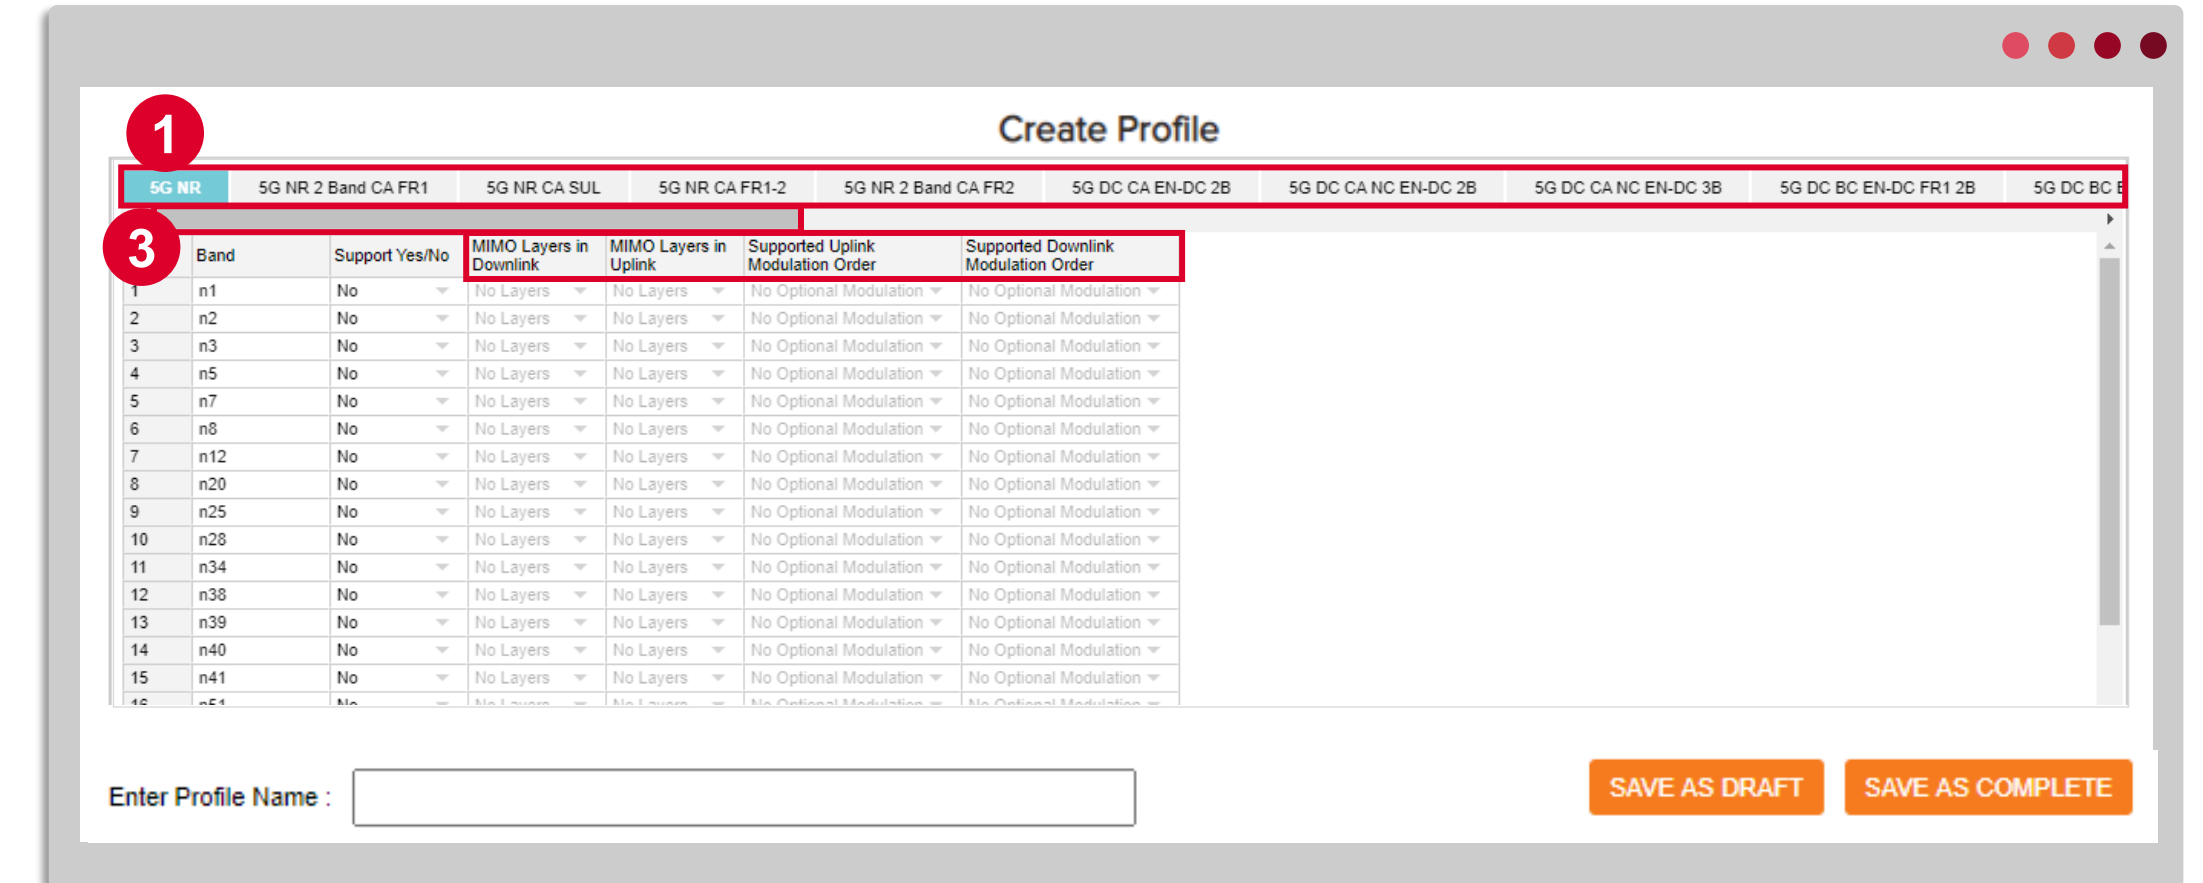 Create Profile
1
5G NR 5G NR 2 Band CA FR1 5G NR CA SUL 5G NR CA FR1-2 5G NR 2 Band CA FR2 5G DC CA EN-DC 2B 5G DC CA NC EN-DC 2B 5G DC CA NC EN-DC 3B 5G DC BC EN-DC FR1 2B 5G DC BC
3
Band Support Yes/No MIMO Layers in Downlink MIMO Layers in Uplink Supported Uplink Modulation Order Supported Downlink Modulation Order
1 n1 No No Layers No Layers No Optional Modulation No Optional Modulation
2 n2 No No Layers No Layers No Optional Modulation No Optional Modulation
3 n3 No No Layers No Layers No Optional Modulation No Optional Modulation
4 n5 No No Layers No Layers No Optional Modulation No Optional Modulation
5 n7 No No Layers No Layers No Optional Modulation No Optional Modulation
6 n8 No No Layers No Layers No Optional Modulation No Optional Modulation
7 n12 No No Layers No Layers No Optional Modulation No Optional Modulation
8 n20 No No Layers No Layers No Optional Modulation No Optional Modulation
9 n25 No No Layers No Layers No Optional Modulation No Optional Modulation
10 n28 No No Layers No Layers No Optional Modulation No Optional Modulation
11 n34 No No Layers No Layers No Optional Modulation No Optional Modulation
12 n38 No No Layers No Layers No Optional Modulation No Optional Modulation
13 n39 No No Layers No Layers No Optional Modulation No Optional Modulation
14 n40 No No Layers No Layers No Optional Modulation No Optional Modulation
15 n41 No No Layers No Layers No Optional Modulation No Optional Modulation
16 n51 No No Layers No Layers No Optional Modulation No Optional Modulation
Enter Profile Name :
SAVE AS DRAFT SAVE AS COMPLETE